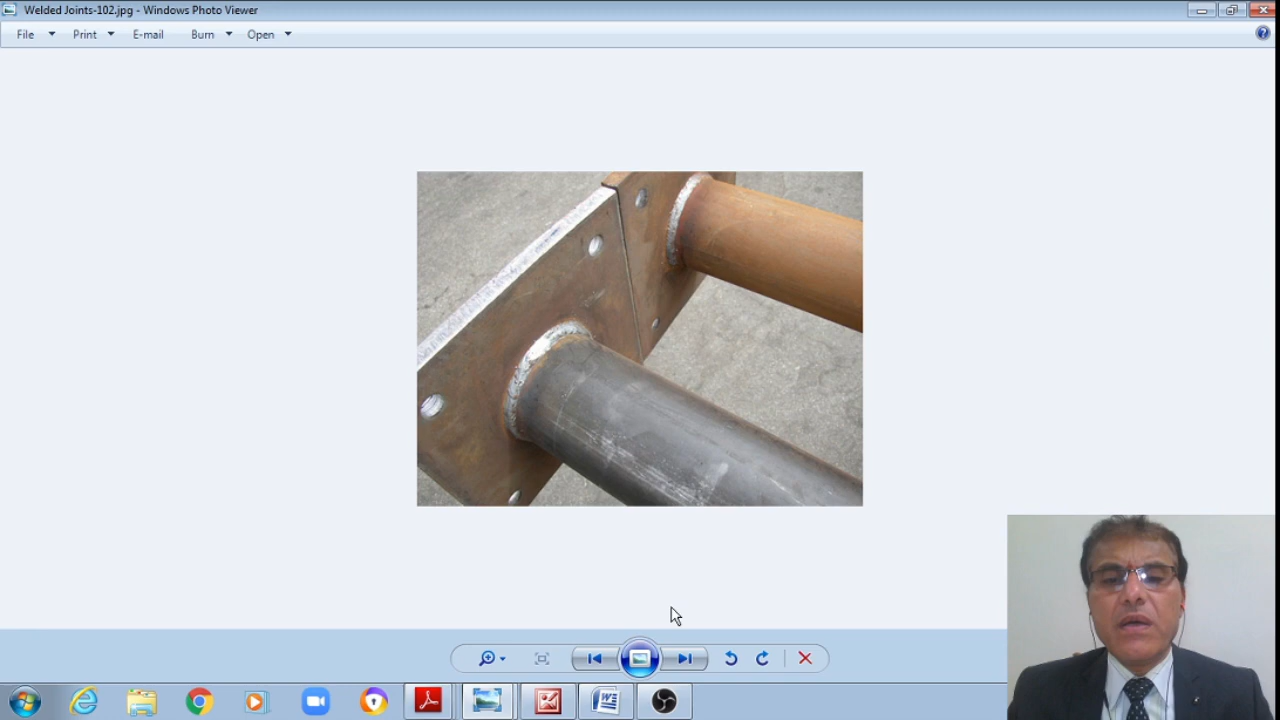 Welded Joints-102.jpg - Windows Photo Viewer
File Print E-mail Burn Open